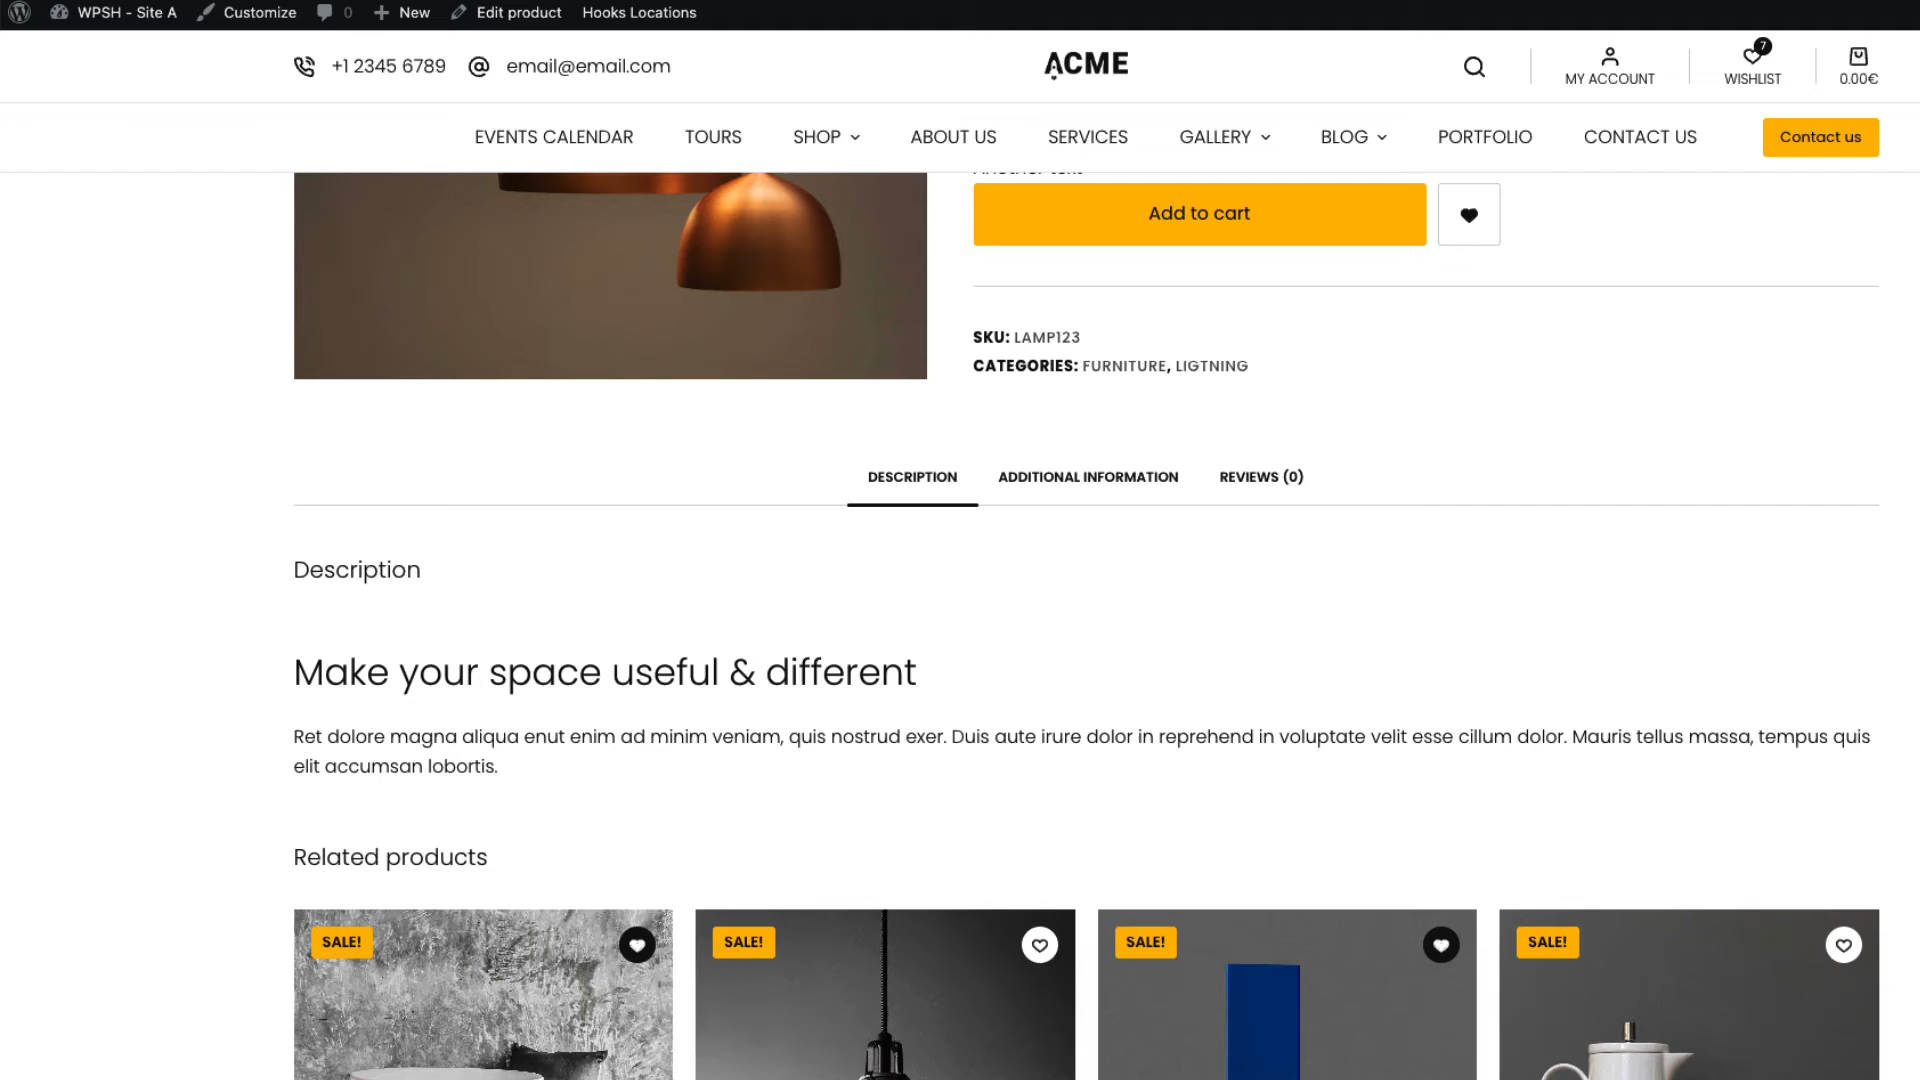 WPSH - Site A Customize 0 New Edit product Hooks Locations
+1 2345 6789 email@email.com ACME 7
MY ACCOUNT WISHLIST 0.00€
EVENTS CALENDAR TOURS SHOP ABOUT US SERVICES GALLERY BLOG PORTFOLIO CONTACT US Contact us
Add to cart
SKU: LAMP123
CATEGORIES: FURNITURE, LIGTNING
DESCRIPTION ADDITIONAL INFORMATION REVIEWS (0)
Description
Make your space useful & different
Ret dolore magna aliqua enut enim ad minim veniam, quis nostrud exer. Duis aute irure dolor in reprehend in voluptate velit esse cillum dolor. Mauris tellus massa, tempus quis
elit accumsan lobortis.
Related products
SALE! SALE! SALE! SALE!